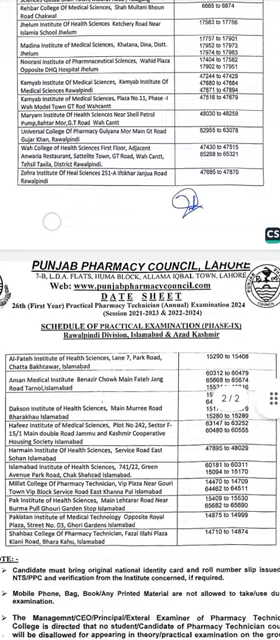 Rehbar College of Medical Sciences, Shah Multani Bhoun Road Chakwal
6665 to 6874
Jhelum Institute Of Health Sciences Ketchery Road Near Islamia School Jhelum
17583 to 17756
Madina Institute of Medical Sciences, Khatana, Dina, Distt. Jhelum
17757 to 17901
17952 to 17973
17974 to 17983
Noorani Institute of Pharmaceutical Sciences, Wahid Plaza Opposite DHQ Hospital Jhelum
17404 to 17582
17902 to 17951
Kamyab Institute of Medical Sciences, Kamyab Institute Of Medical Sciences Rawalpindi
47244 to 47429
47680 to 47684
47871 to 47894
Kamyab Institute of Medical Sciences, Plaza No.11, Phase -I Wah Model Town GT Road WahCantt
47516 to 47679
Maryam Institute Of Health Sciences Near Shell Petrol Pump,Bahtar Mor,G.T Road Wah Cantt
48030 to 48259
Universal College of Pharmacy Gulyana Mor Main Gt Road Gujar Khan, Rawalpindi
62955 to 63078
Wah College of Health Sciences First Floor, Adjacent Anwaria Restaurant, Sattelite Town, GT Road, Wah Cantt, Tehsil Taxila, District Rawalpindi.
47430 to 47515
65268 to 65321
Zohra Institute Of Heal Sciences 251-A Iftikhar Janjua Road Rawalpindi
47685 to 47870
CS
PUNJAB PHARMACY COUNCIL, LAHORE
7-B, L.D.A. FLATS, HUMA BLOCK, ALLAMA IQBAL TOWN, LAHORE
Web: www.punjabpharmacycouncil.com
DATE SHEET
26th (First Year) Practical Pharmacy Technician (Annual) Examination 2024
(Session 2021-2023 & 2022-2024)
SCHEDULE OF PRACTICAL EXAMINATION (PHASE-IX)
Rawalpindi Division, Islamabad & Azad Kashmir
Al-Fateh Institute of Health Sciences, Lane 7, Park Road, Chatta Bakhtawar, Islamabad
15290 to 15408
Aman Medical Institute Benazir Chowk Main Fateh Jang Road Tarnol,Islamabad
60312 to 60479
65668 to 65674
2 / 2
Dakson Institute of Health Sciences, Main Murree Road Bharakhau Islamabad
15280 to 15289
Hafeez Institute of Medical Sciences, Plot No 242, Sector F-15/1 Main double Road Jammu and Kashmir Cooperative Housing Society Islamabad
63147 to 63252
60480 to 60555
Harmain Institute Of Health Sciences, Service Road East Sohan Islamabad
47895 to 48029
Islamabad Institute of Health Sciences, 741/22, Green Avenue Park Road, Chak Shahzad Islamabad.
60181 to 60311
15094 to 15170
Millat College Of Pharmacy Technician, Vip Plaza Near Gouri Town Vip Block Service Road East Khanna Pul Islamabad
14470 to 14709
64462 to 64511
Pak Institute of Health Sciences, Main Lehtarar Road Near Burma Pull Ghouri Garden Stop Islamabad
15409 to 15530
65682 to 65690
Pakistan Institute of Medical Technology Opposite Royal Plaza, Street No. 03, Ghori Gardens Islamabad
14875 to 14999
Shahbaz College Of Pharmacy Technician, Fazal Illahi Plaza Kiani Road, Bhara Kahu, Islamabad
14710 to 14874
OTE: -
Candidate must bring original national identity card and roll number slip issued
NTS/PPC and verification from the Institute concerned, if required.
Mobile Phone, Bag, Book/Any Printed Material are not allowed to take/use du
examination.
The Management/CEO/Principal/Exteral Examiner of Pharmacy Techn
College is directed that no student/Candidate of Pharmacy Technician onc
will be disallowed for appearing in theory/practical examination on the gro